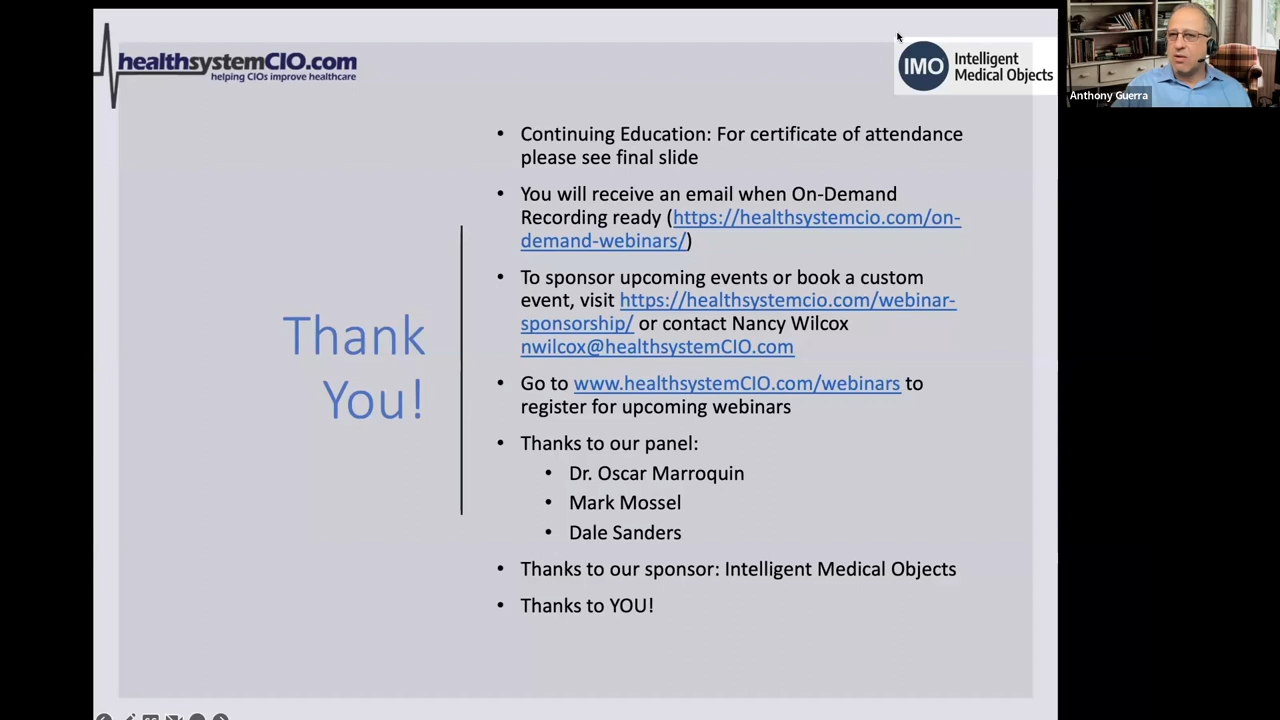 healthsystemCIO.com
helping CIOs improve healthcare
IMO
Intelligent
Medical Objects
Anthony Guerra
• Continuing Education: For certificate of attendance
please see final slide
• You will receive an email when On-Demand
Recording ready (https://healthsystemcio.com/on-
demand-webinars/)
• To sponsor upcoming events or book a custom
event, visit https://healthsystemcio.com/webinar-
sponsorship/ or contact Nancy Wilcox
nwilcox@healthsystemCIO.com
• Go to www.healthsystemCIO.com/webinars to
register for upcoming webinars
• Thanks to our panel:
• Dr. Oscar Marroquin
• Mark Mossel
• Dale Sanders
• Thanks to our sponsor: Intelligent Medical Objects
• Thanks to YOU!
Thank
You!